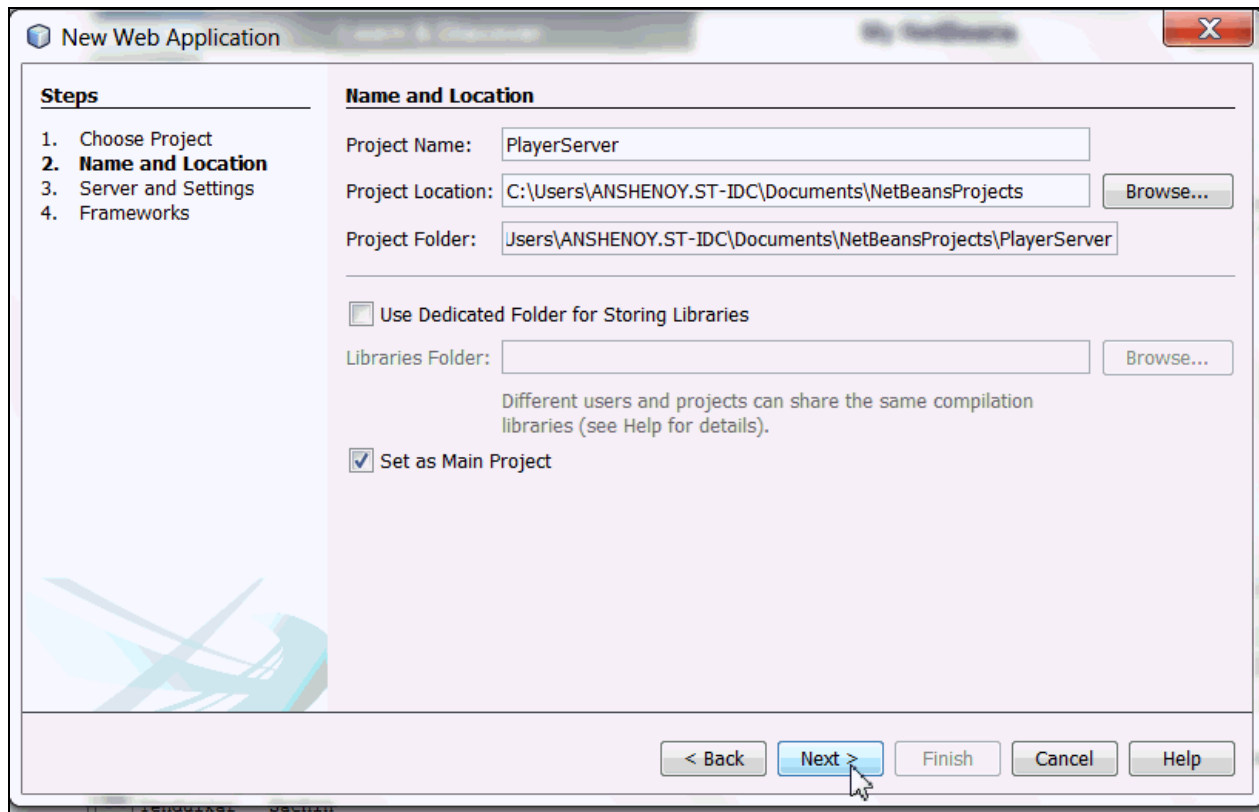 New Web Application
My NetBeans
Steps
1. Choose Project
2. Name and Location
3. Server and Settings
4. Frameworks
Name and Location
Project Name: PlayerServer
Project Location: C:\Users\ANSHENOY.ST-IDC\Documents\NetBeansProjects Browse...
Project Folder: Users\ANSHENOY.ST-IDC\Documents\NetBeansProjects\PlayerServer
Use Dedicated Folder for Storing Libraries
Libraries Folder: Browse...
Different users and projects can share the same compilation
libraries (see Help for details).
Set as Main Project
< Back Next > Finish Cancel Help